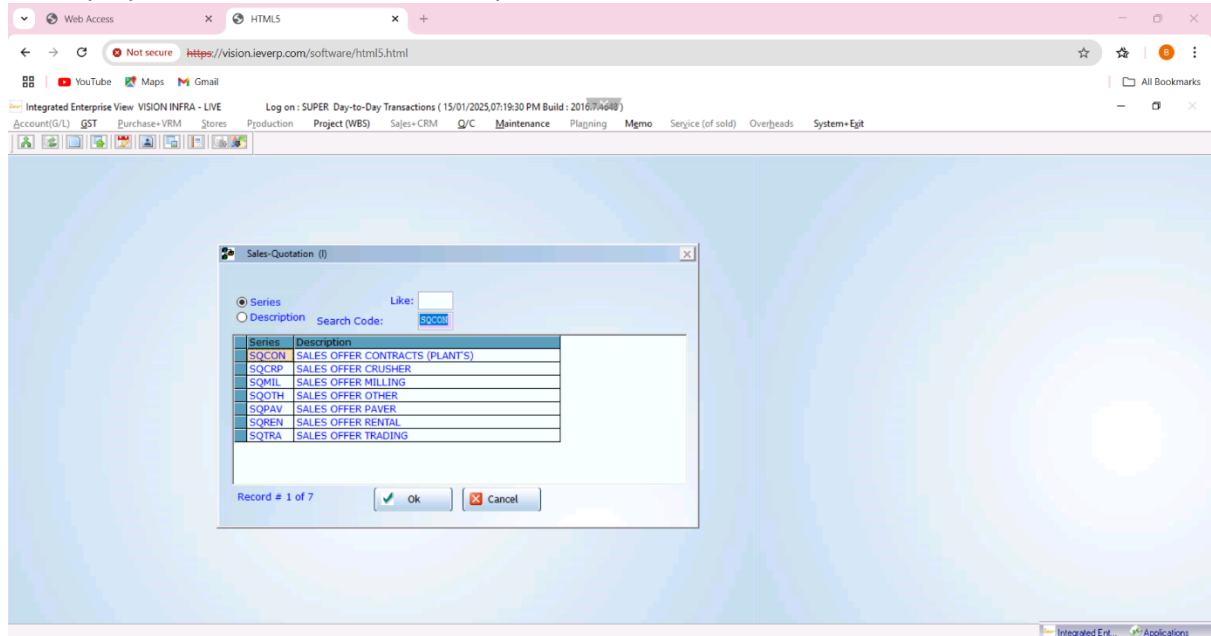 Web Access
HTML5
Not secure https://vision.ieverp.com/software/html5.html
B
YouTube Maps Gmail All Bookmarks
Integrated Enterprise View VISION INFRA - LIVE Log on : SUPER Day-to-Day Transactions ( 15/01/2025,07:19:30 PM Build : 2016.7.4648 )
Account(G/L) GST Purchase+VRM Stores Production Project (WBS) Sales+CRM Q/C Maintenance Planning Memo Service (of sold) Overheads System+Exit
Sales-Quotation (I)
Series Like:
Description Search Code: SQCON
Series Description
SQCON SALES OFFER CONTRACTS (PLANT'S)
SQCRP SALES OFFER CRUSHER
SQMIL SALES OFFER MILLING
SQOTH SALES OFFER OTHER
SQPAV SALES OFFER PAVER
SQREN SALES OFFER RENTAL
SQTRA SALES OFFER TRADING
Record # 1 of 7 Ok Cancel
Integrated Ent... Applications